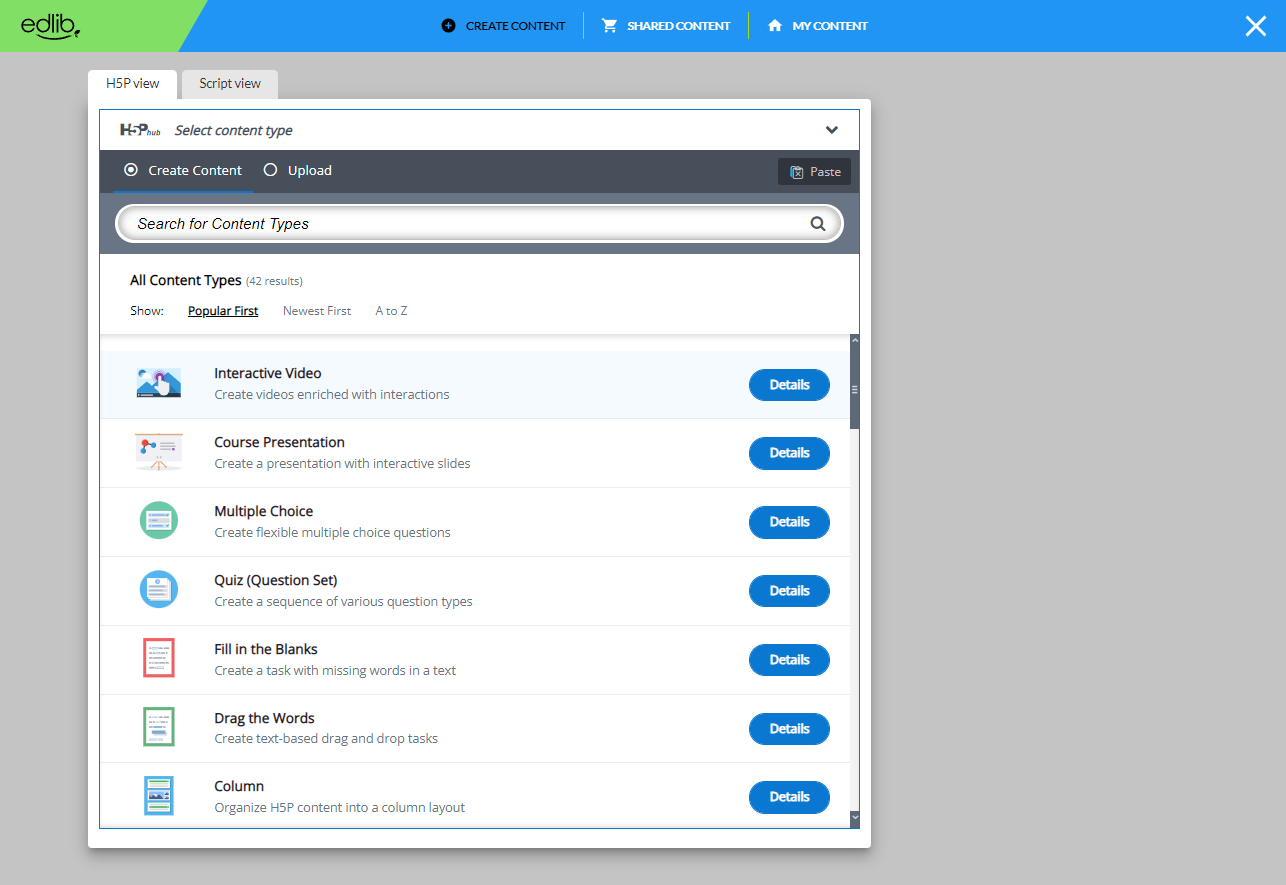 edlib.
CREATE CONTENT
SHARED CONTENT
MY CONTENT
H5P view
Script view
H5P hub Select content type
Create Content
Upload
Paste
Search for Content Types
All Content Types (42 results)
Show: Popular First Newest First A to Z
Interactive Video
Create videos enriched with interactions
Details
Course Presentation
Create a presentation with interactive slides
Details
Multiple Choice
Create flexible multiple choice questions
Details
Quiz (Question Set)
Create a sequence of various question types
Details
Fill in the Blanks
Create a task with missing words in a text
Details
Drag the Words
Create text-based drag and drop tasks
Details
Column
Organize H5P content into a column layout
Details